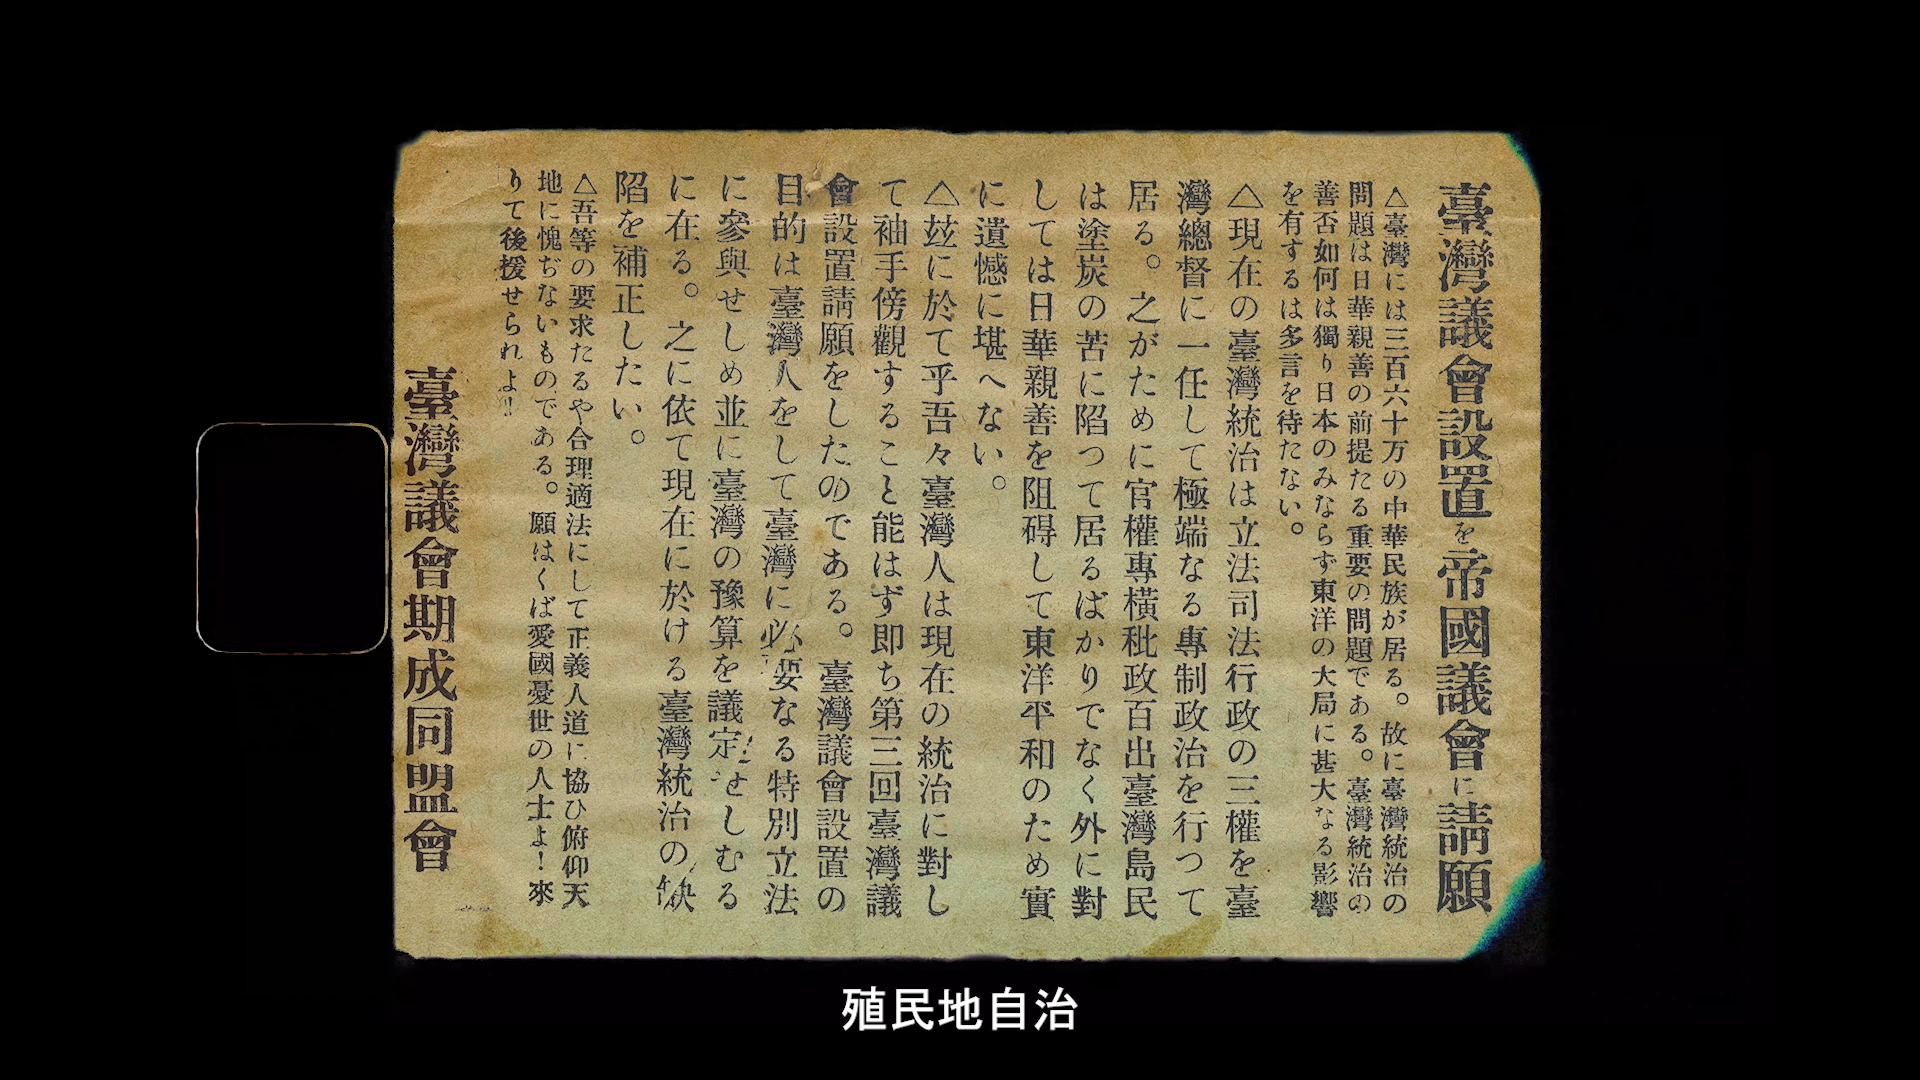 臺灣議會設置を帝國議會に請願
△臺灣には三百六十万の中華民族が居る。故に臺灣統治の
問題は日華親善の前提たる重要の問題である。臺灣統治の
善否如何は獨り日本のみならず東洋の大局に甚大なる影響
を有するは多言を待たない。
△現在の臺灣統治は立法司法行政の三權を臺
灣總督に一任して極端なる專制政治を行つて
居る。之がために官權專橫秕政百出臺灣島民
は塗炭の苦に陷つて居るばかりでなく外に對
しては日華親善を阻碍して東洋平和のため實
に遺憾に堪へない。
△玆に於て乎吾々臺灣人は現在の統治に對し
て袖手傍觀すること能はず即ち第三回臺灣議
會設置請願をしたのである。臺灣議會設置の
目的は臺灣人をして臺灣に必要なる特別立法
に參與せしめ並に臺灣の豫算を議定せしむる
に在る。之に依て現在に於ける臺灣統治の缺
陷を補正したい。
△吾等の要求たるや合理適法にして正義人道に協ひ俯仰天
地に愧ぢないものである。願はくば愛國憂世の人士よ！來
りて後援せられよ‼
臺灣議會期成同盟會
殖民地自治